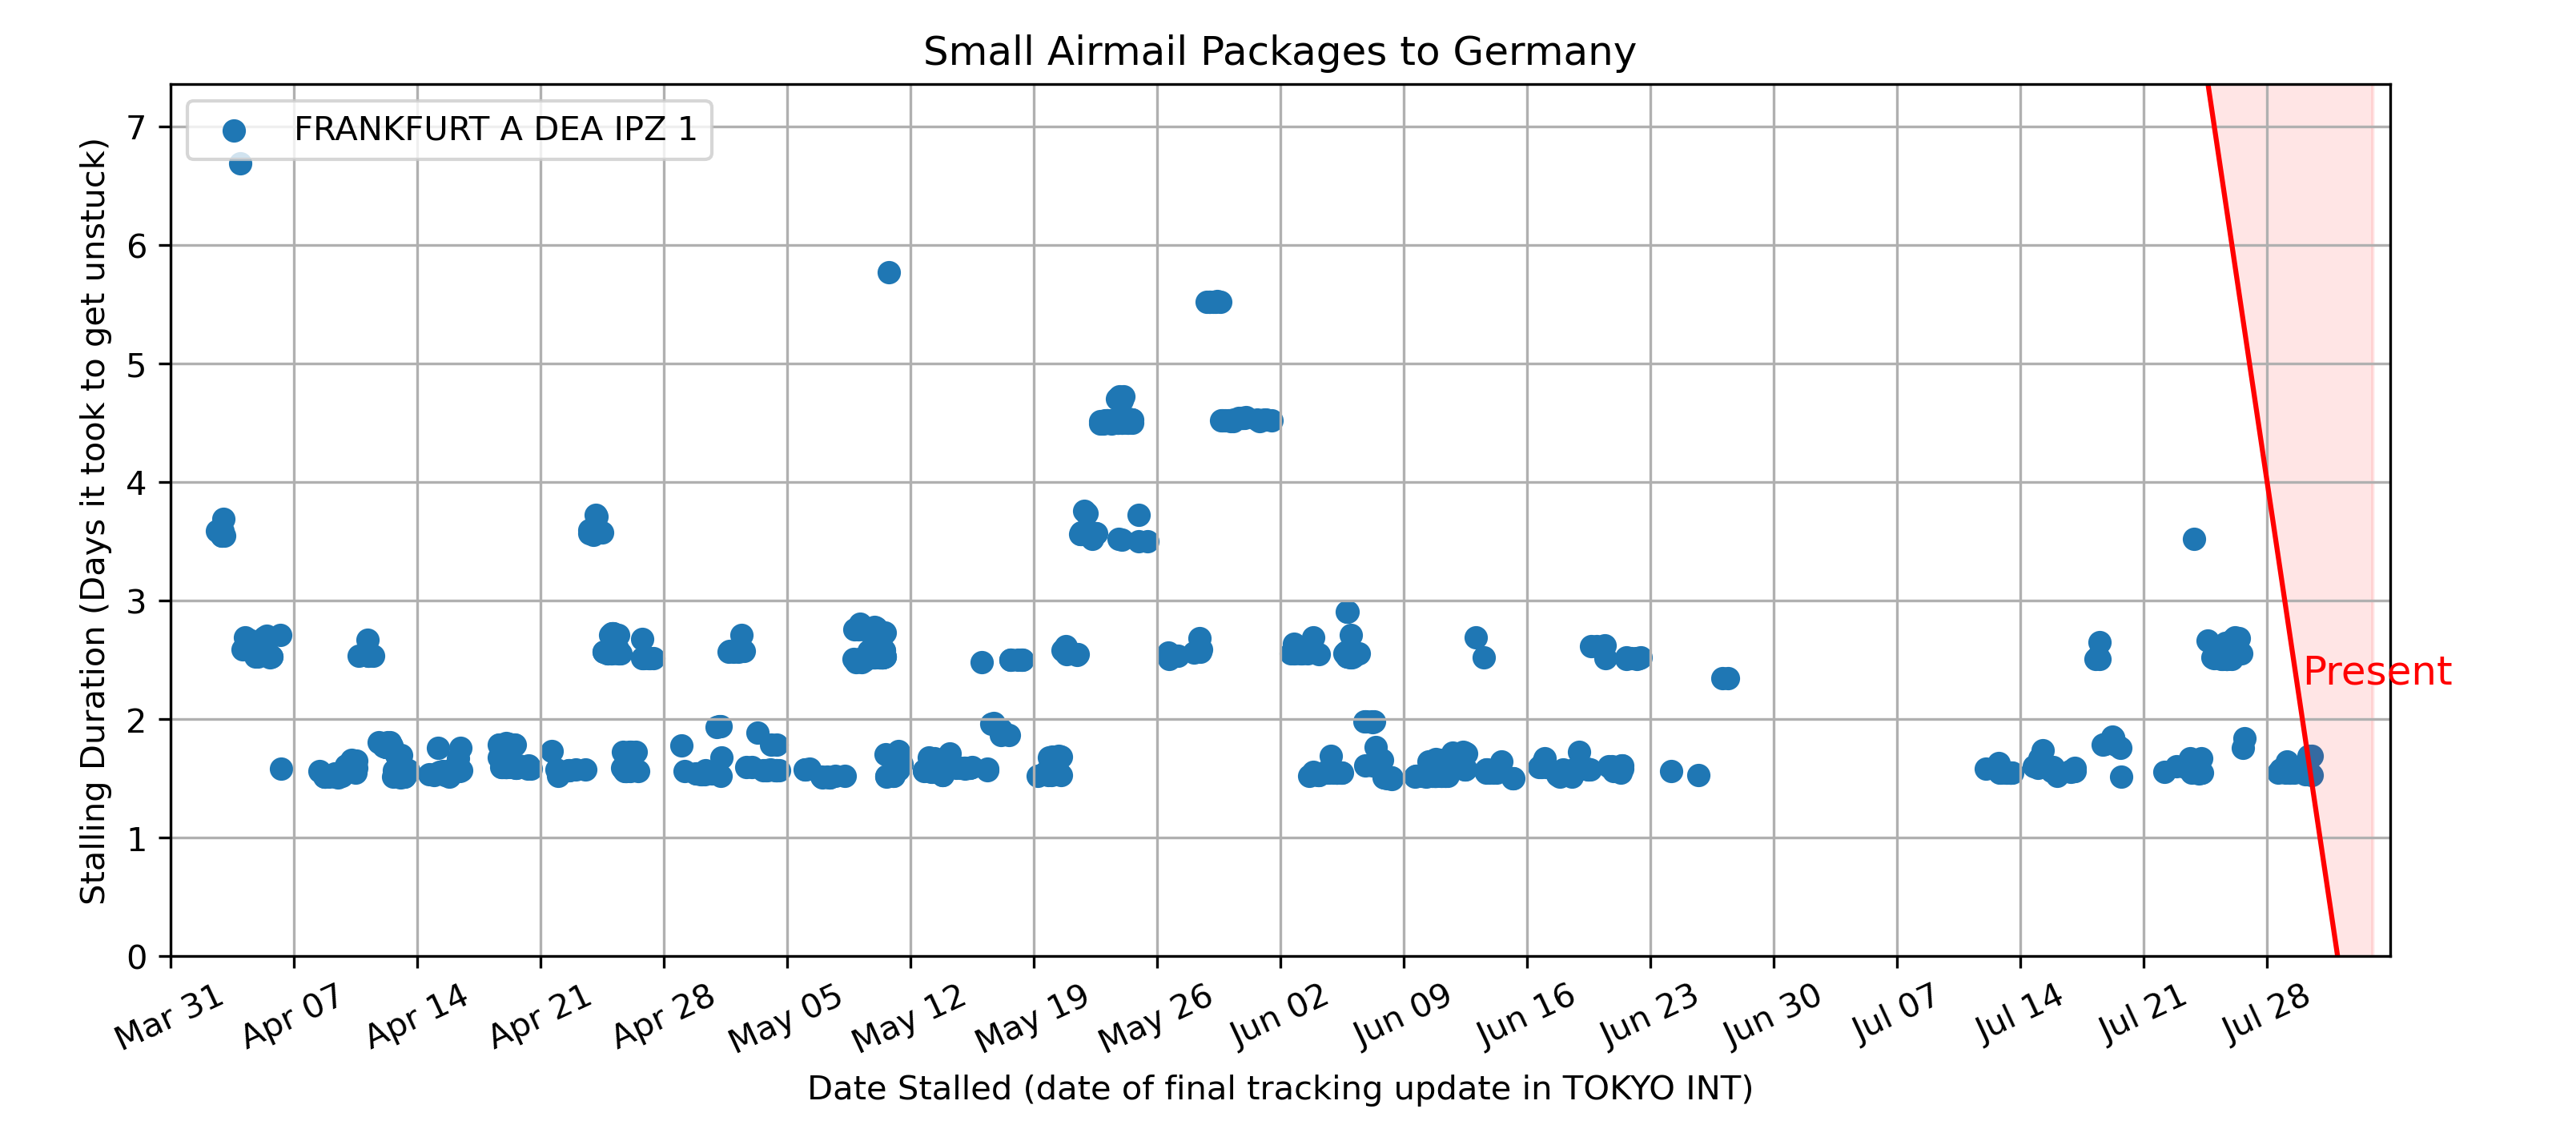 Small Airmail Packages to Germany
FRANKFURT A DEA IPZ 1
Stalling Duration (Days it took to get unstuck)
7
6
5
4
3
2
1
0
Present
Mar 31
Apr 07
Apr 14
Apr 21
Apr 28
May 05
May 12
May 19
May 26
Jun 02
Jun 09
Jun 16
Jun 23
Jun 30
Jul 07
Jul 14
Jul 21
Jul 28
Date Stalled (date of final tracking update in TOKYO INT)